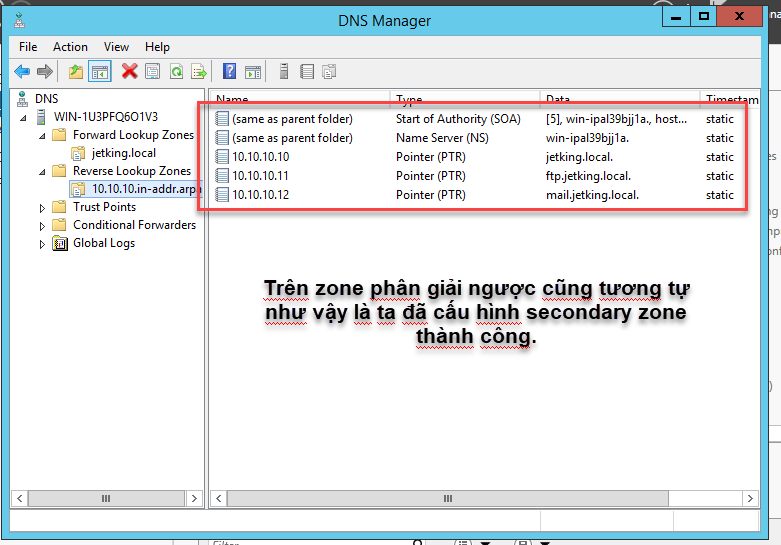 DNS Manager
File Action View Help
DNS
WIN-1U3PFQ6O1V3
Forward Lookup Zones
jetking.local
Reverse Lookup Zones
10.10.10.in-addr.arpa
Trust Points
Conditional Forwarders
Global Logs
Name Type Data Timestam
(same as parent folder) Start of Authority (SOA) [5], win-ipal39bjj1a., host... static
(same as parent folder) Name Server (NS) win-ipal39bjj1a. static
10.10.10.10 Pointer (PTR) jetking.local. static
10.10.10.11 Pointer (PTR) ftp.jetking.local. static
10.10.10.12 Pointer (PTR) mail.jetking.local. static
Trên zone phân giải ngược cũng tương tự
như vậy là ta đã cấu hình secondary zone
thành công.